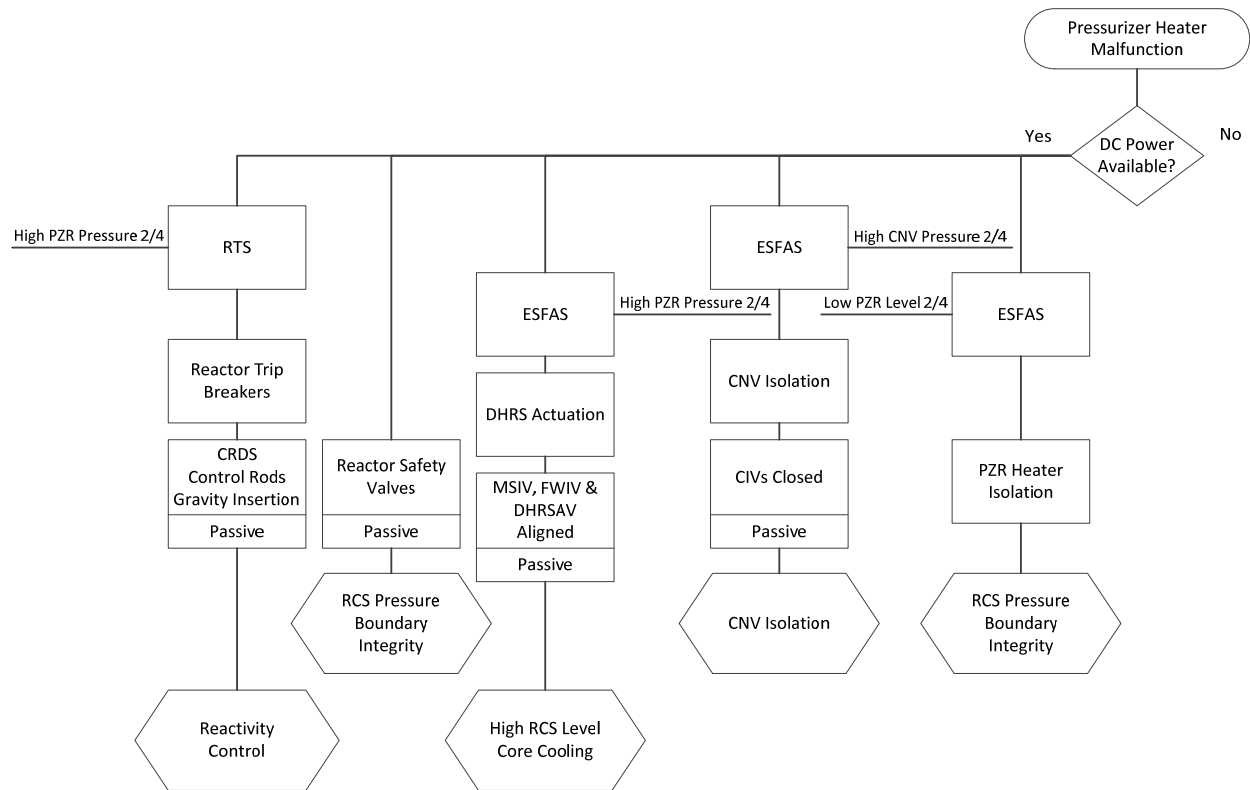 Pressurizer Heater
Malfunction
Yes
No
DC Power
Available?
High PZR Pressure 2/4
RTS
ESFAS
High CNV Pressure 2/4
ESFAS
High PZR Pressure 2/4
Low PZR Level 2/4
ESFAS
Reactor Trip
Breakers
CNV Isolation
DHRS Actuation
CRDS
Control Rods
Gravity Insertion
Passive
Reactor Safety
Valves
Passive
MSIV, FWIV &
DHRSAV
Aligned
Passive
CIVs Closed
Passive
PZR Heater
Isolation
RCS Pressure
Boundary
Integrity
CNV Isolation
RCS Pressure
Boundary
Integrity
Reactivity
Control
High RCS Level
Core Cooling